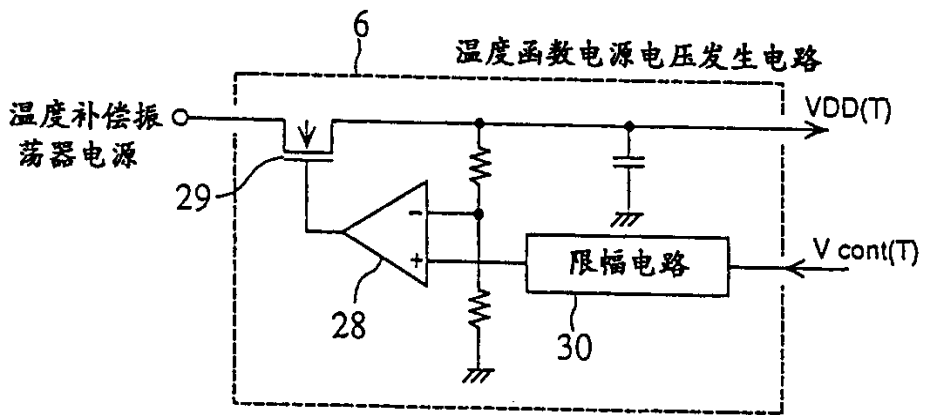 6
温度函数电源电压发生电路
温度补偿振
荡器电源
VDD(T)
29
-
+
28
限幅电路
V cont(T)
30